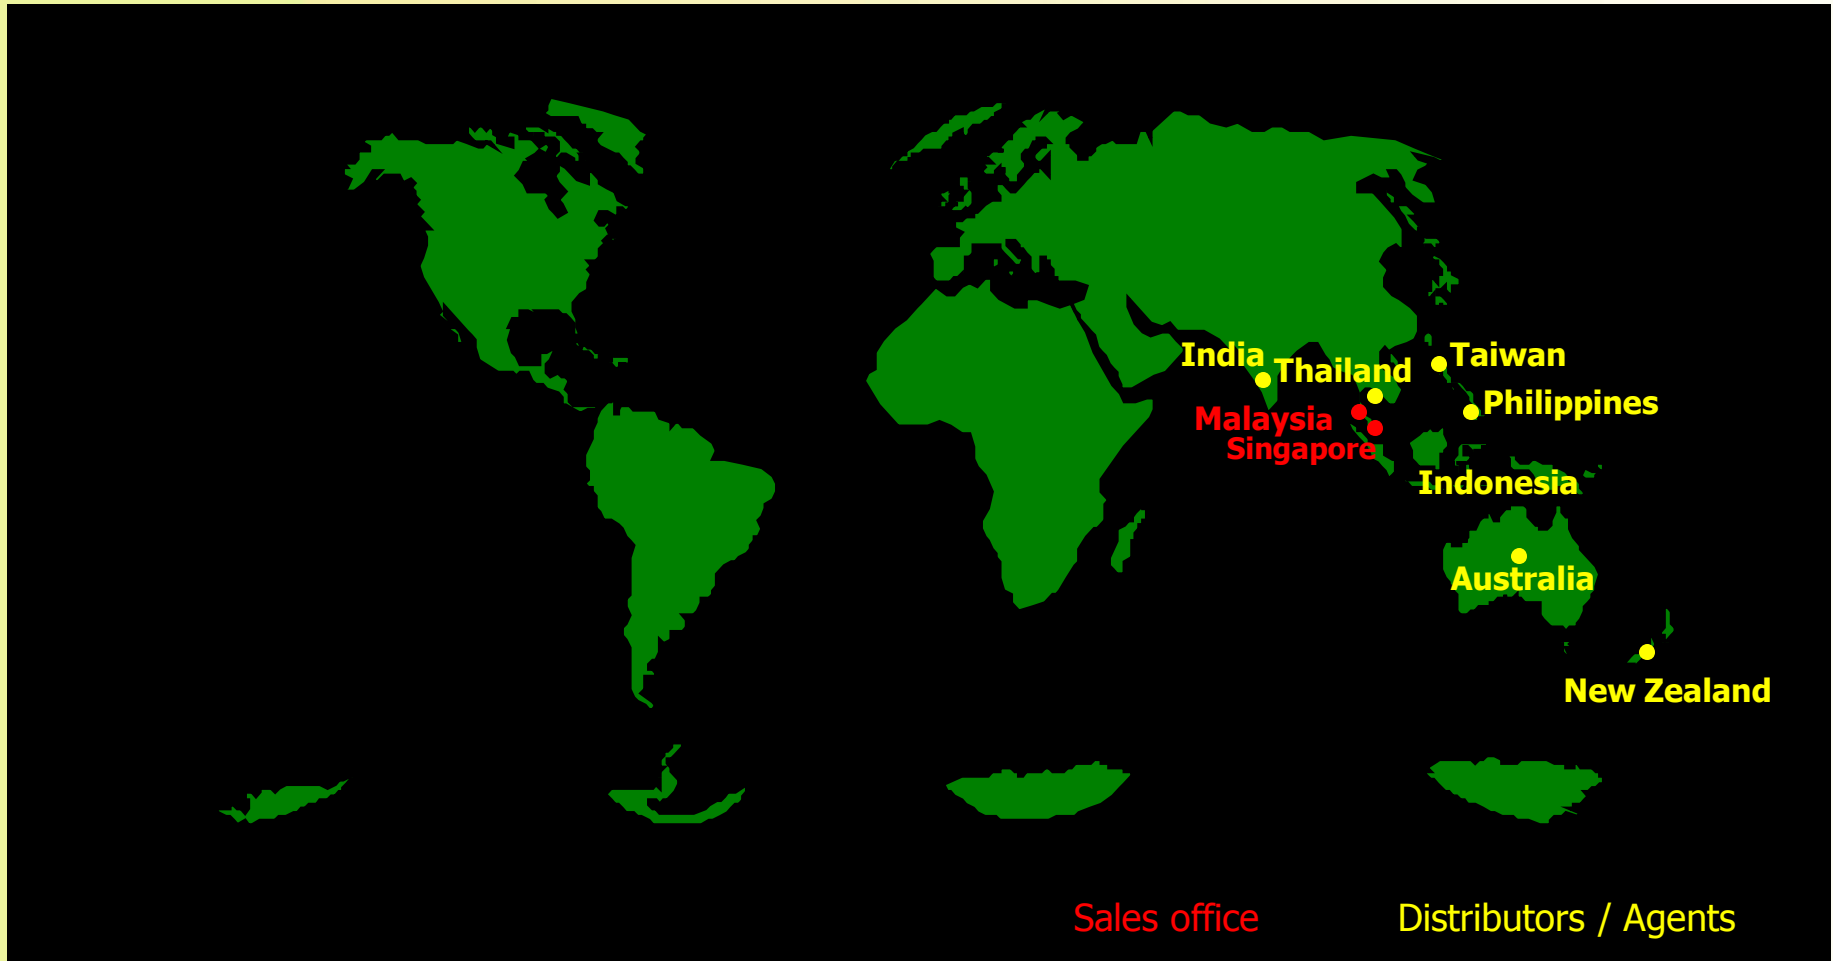 India
Taiwan
Thailand
Philippines
Malaysia
Singapore
Indonesia
Australia
New Zealand
Sales office
Distributors / Agents